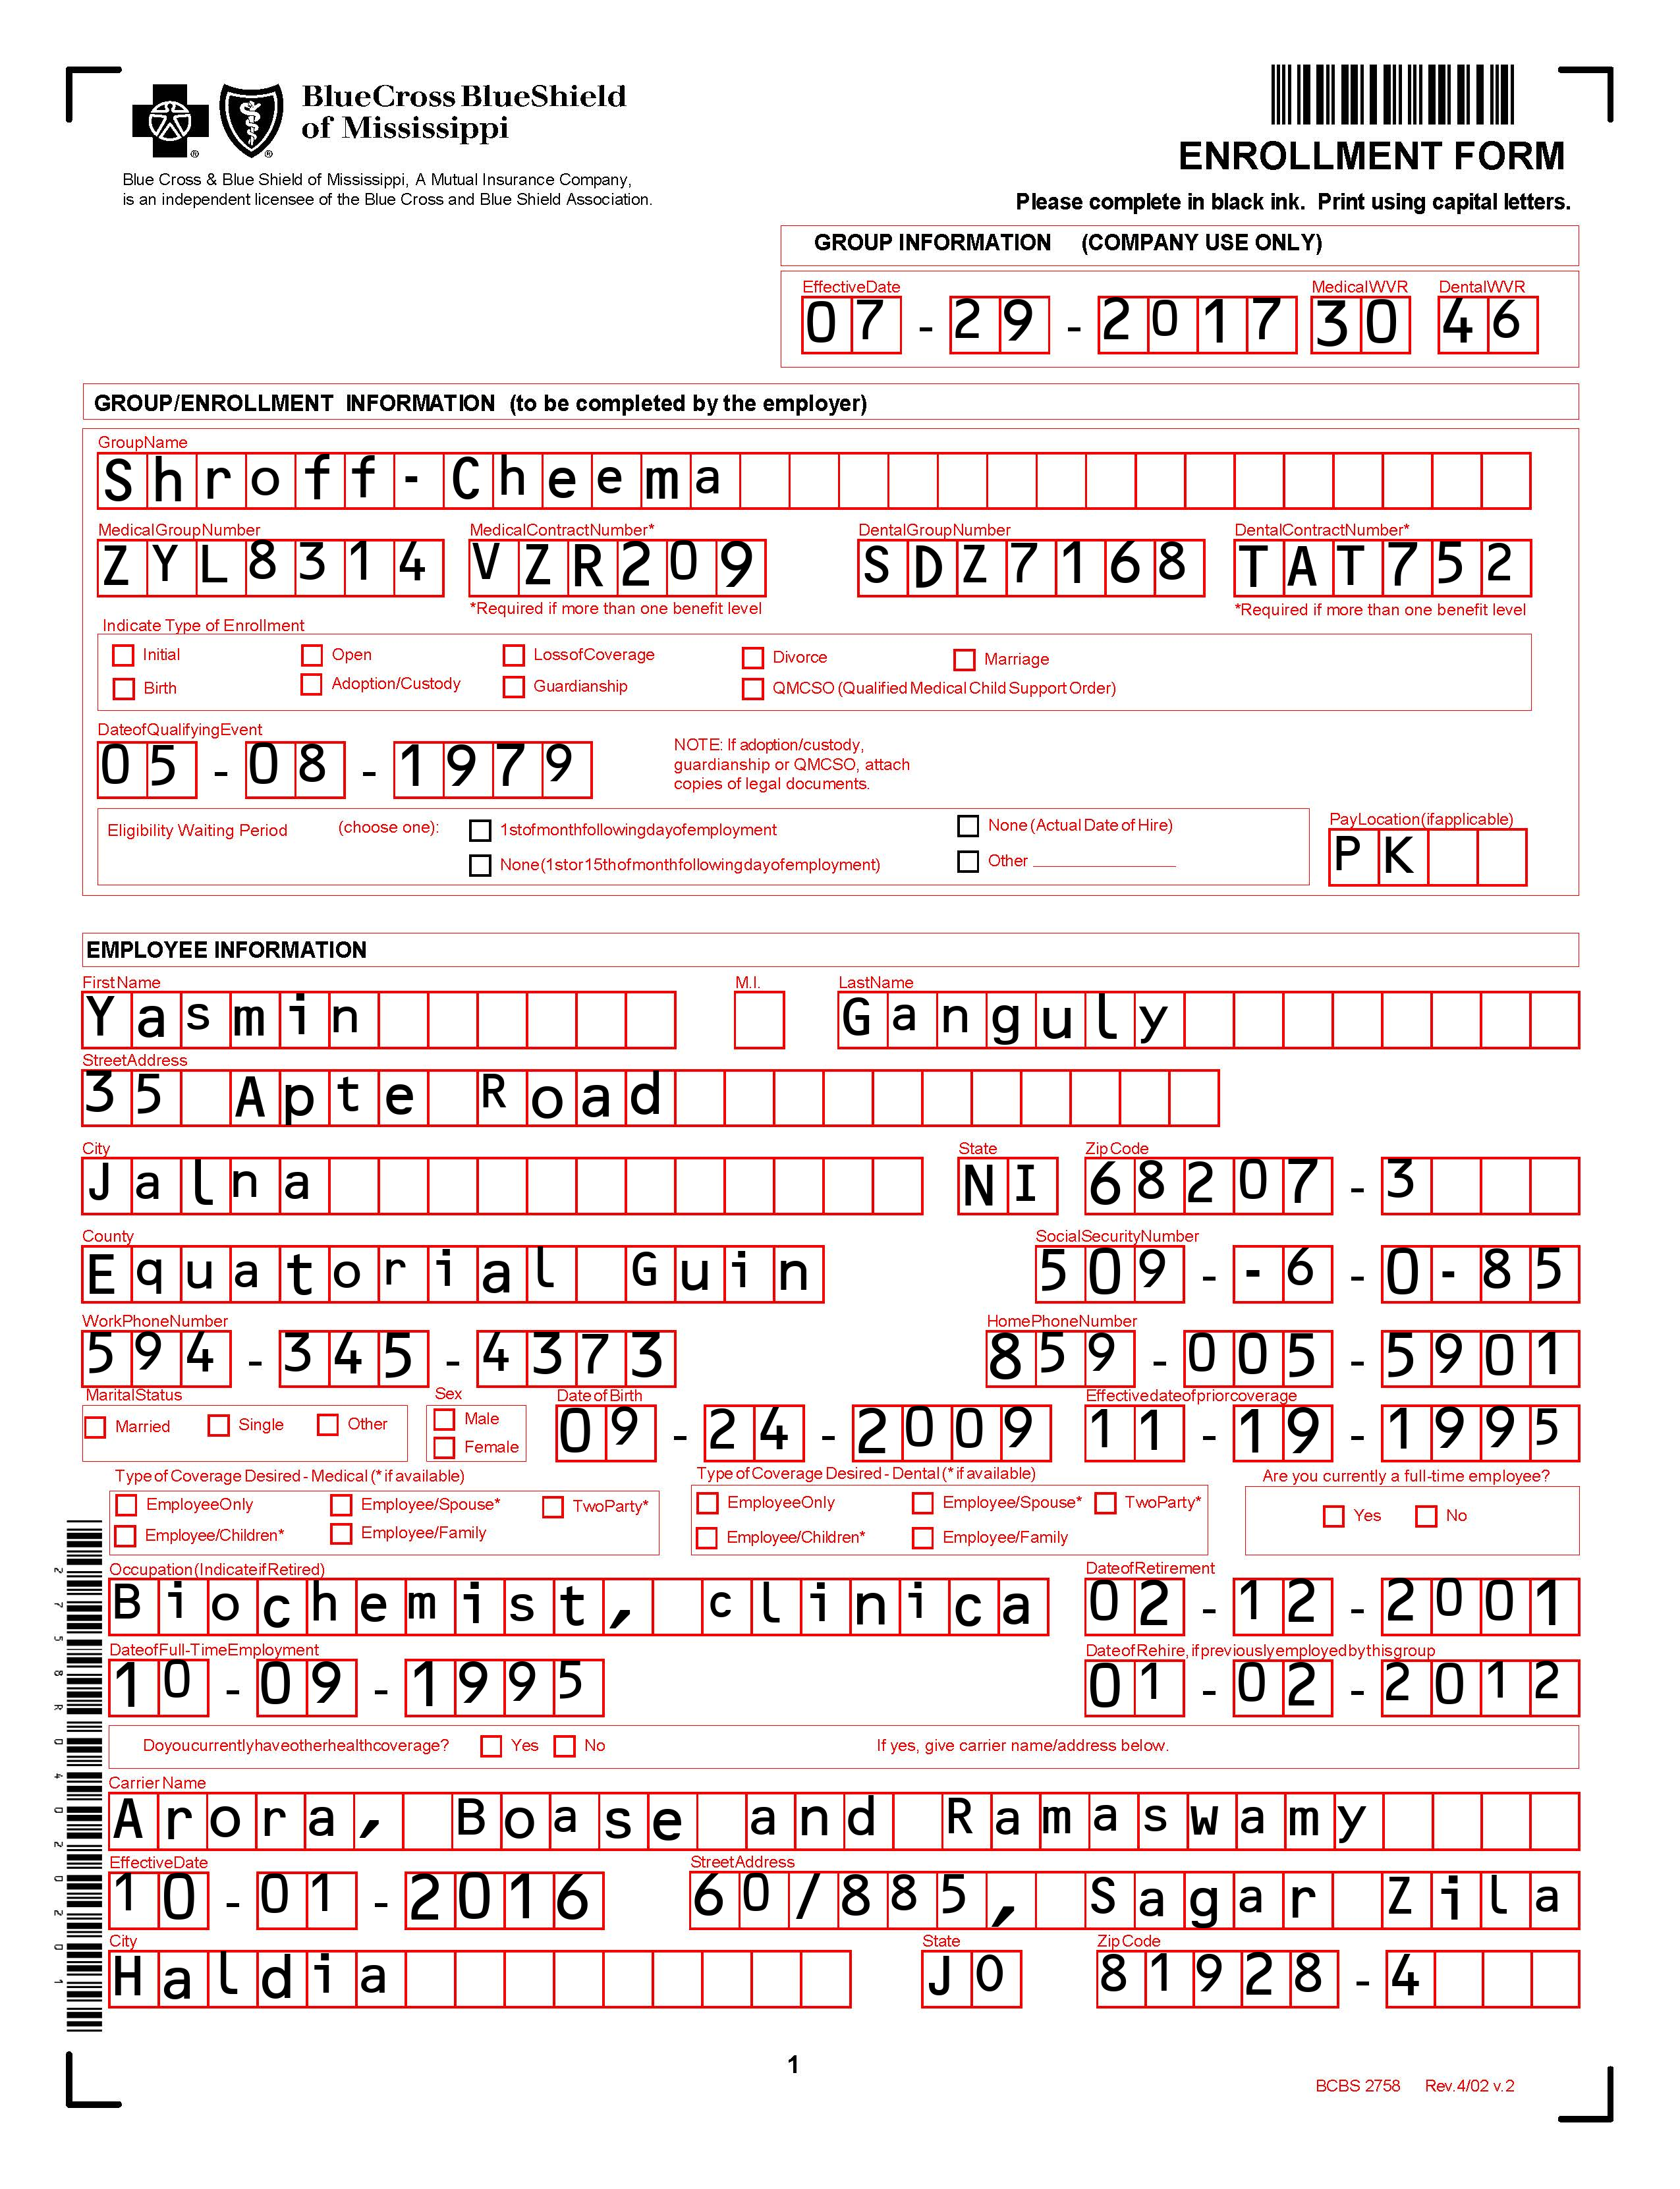 BlueCross BlueShield
of Mississippi
Blue Cross & Blue Shield of Mississippi, A Mutual Insurance Company,
is an independent licensee of the Blue Cross and Blue Shield Association.
ENROLLMENT FORM
Please complete in black ink. Print using capital letters.
GROUP INFORMATION (COMPANY USE ONLY)
EffectiveDate MedicalWVR DentalWVR
07-29-2017 30 46
GROUP/ENROLLMENT INFORMATION (to be completed by the employer)
GroupName
Shroff-Cheema
MedicalGroupNumber MedicalContractNumber* DentalGroupNumber DentalContractNumber*
ZYL8314 VZR209 SDZ7168 TAT752
*Required if more than one benefit level *Required if more than one benefit level
Indicate Type of Enrollment
Initial Open LossofCoverage Divorce Marriage
Birth Adoption/Custody Guardianship QMCSO (Qualified Medical Child Support Order)
DateofQualifyingEvent
05-08-1979
NOTE: If adoption/custody,
guardianship or QMCSO, attach
copies of legal documents.
Eligibility Waiting Period (choose one): 1stofmonthfollowingdayofemployment None (Actual Date of Hire)
None(1stor15thofmonthfollowingdayofemployment) Other
PayLocation(ifapplicable)
PK
EMPLOYEE INFORMATION
FirstName M.I. LastName
Yasmin Ganguly
StreetAddress
35 Apte Road
City State Zip Code
Jalna NI 68207-3
County SocialSecurityNumber
Equatorial Guin 509--6-0-85
WorkPhoneNumber HomePhoneNumber
594-345-4373 859-005-5901
MaritalStatus Sex Date of Birth Effectivedateofpriorcoverage
Married Single Other Male Female 09-24-2009 11-19-1995
Type of Coverage Desired - Medical (* if available) Type of Coverage Desired - Dental (* if available) Are you currently a full-time employee?
EmployeeOnly Employee/Spouse* TwoParty* EmployeeOnly Employee/Spouse* TwoParty* Yes No
Employee/Children* Employee/Family Employee/Children* Employee/Family
Occupation (Indicate if Retired) DateofRetirement
Biochemist, clinica 02-12-2001
DateofFull-TimeEmployment DateofRehire, ifpreviouslyemployedbythisgroup
10-09-1995 01-02-2012
Doyoucurrentlyhaveotherhealthcoverage? Yes No If yes, give carrier name/address below.
Carrier Name
Arora, Boase and Ramaswamy
EffectiveDate StreetAddress
10-01-2016 60/885, Sagar Zila
City State Zip Code
Haldia JO 81928-4
2758R040020201
1
BCBS 2758 Rev.4/02 v.2